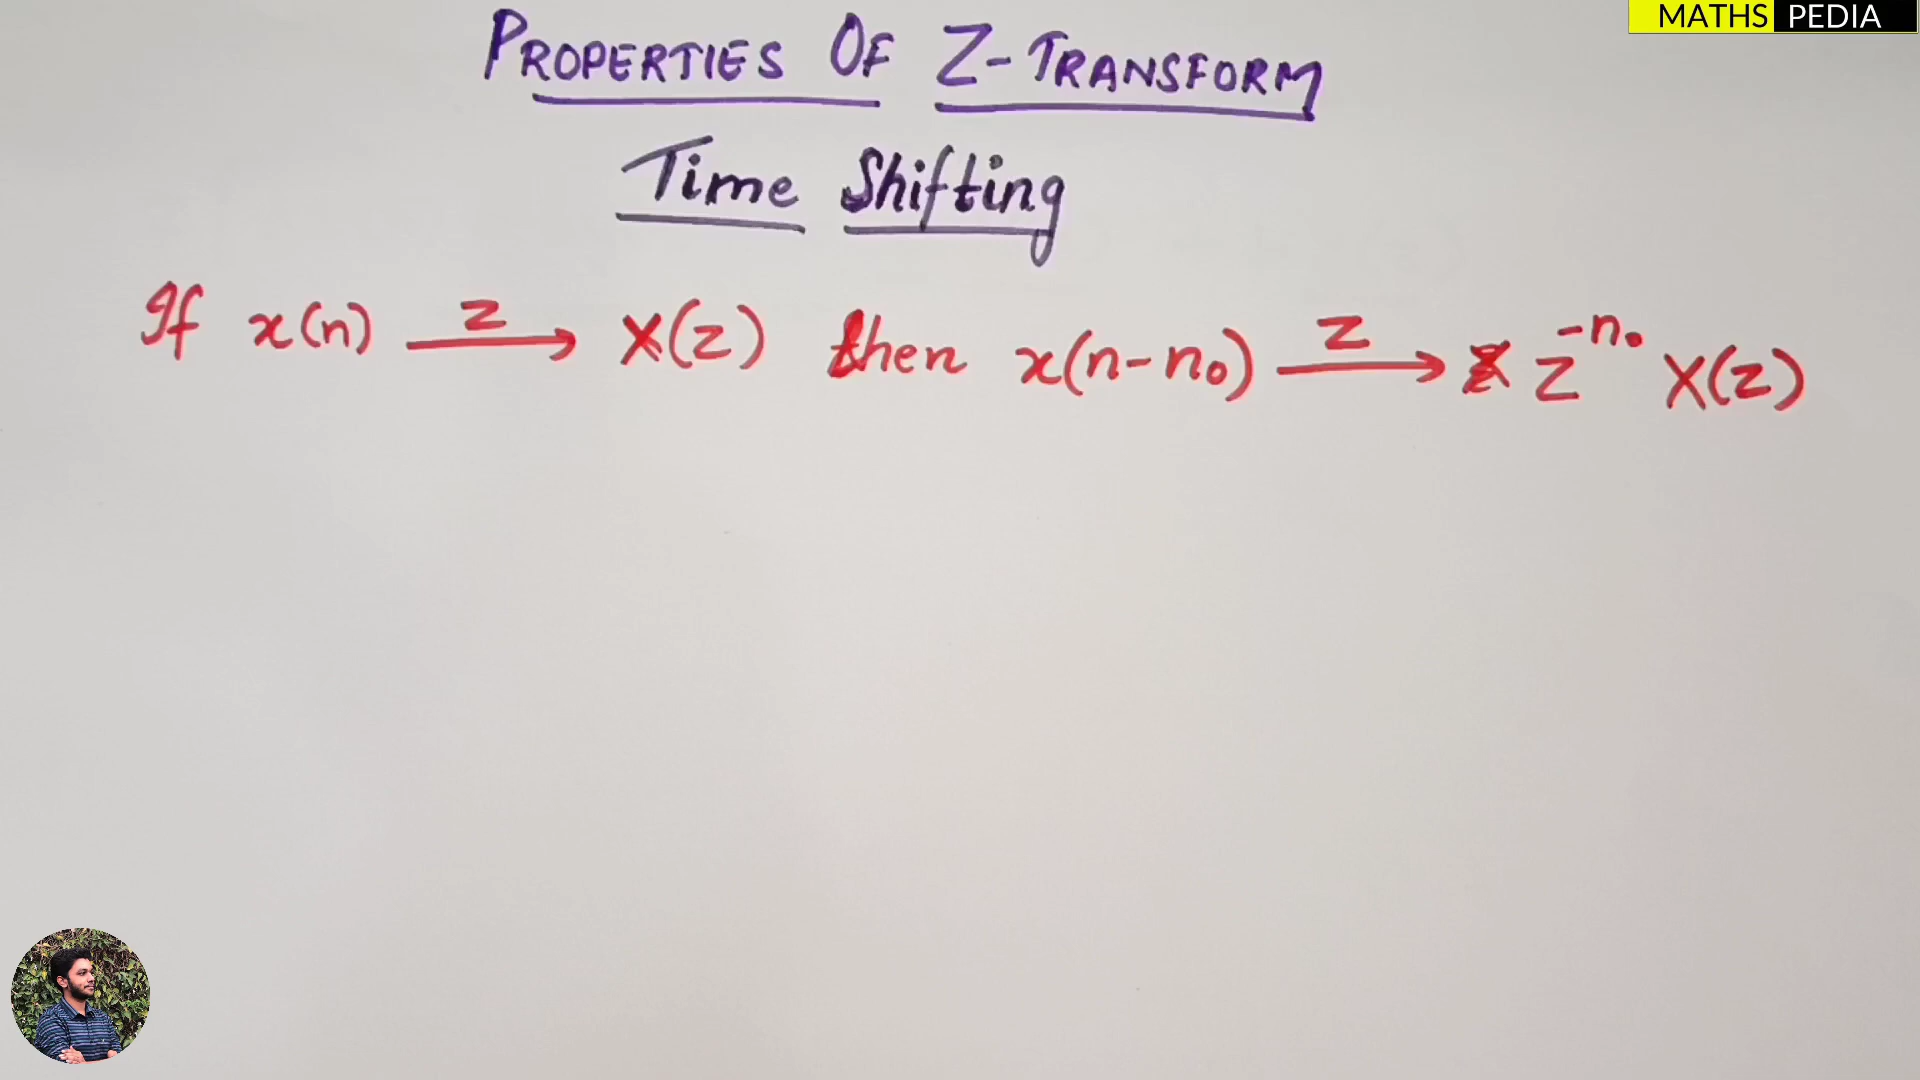 MATHS PEDIA
PROPERTIES OF Z-TRANSFORM
Time Shifting
If x(n) —z→ X(z) then x(n-n₀) —z→ z⁻ⁿ₀ X(z)